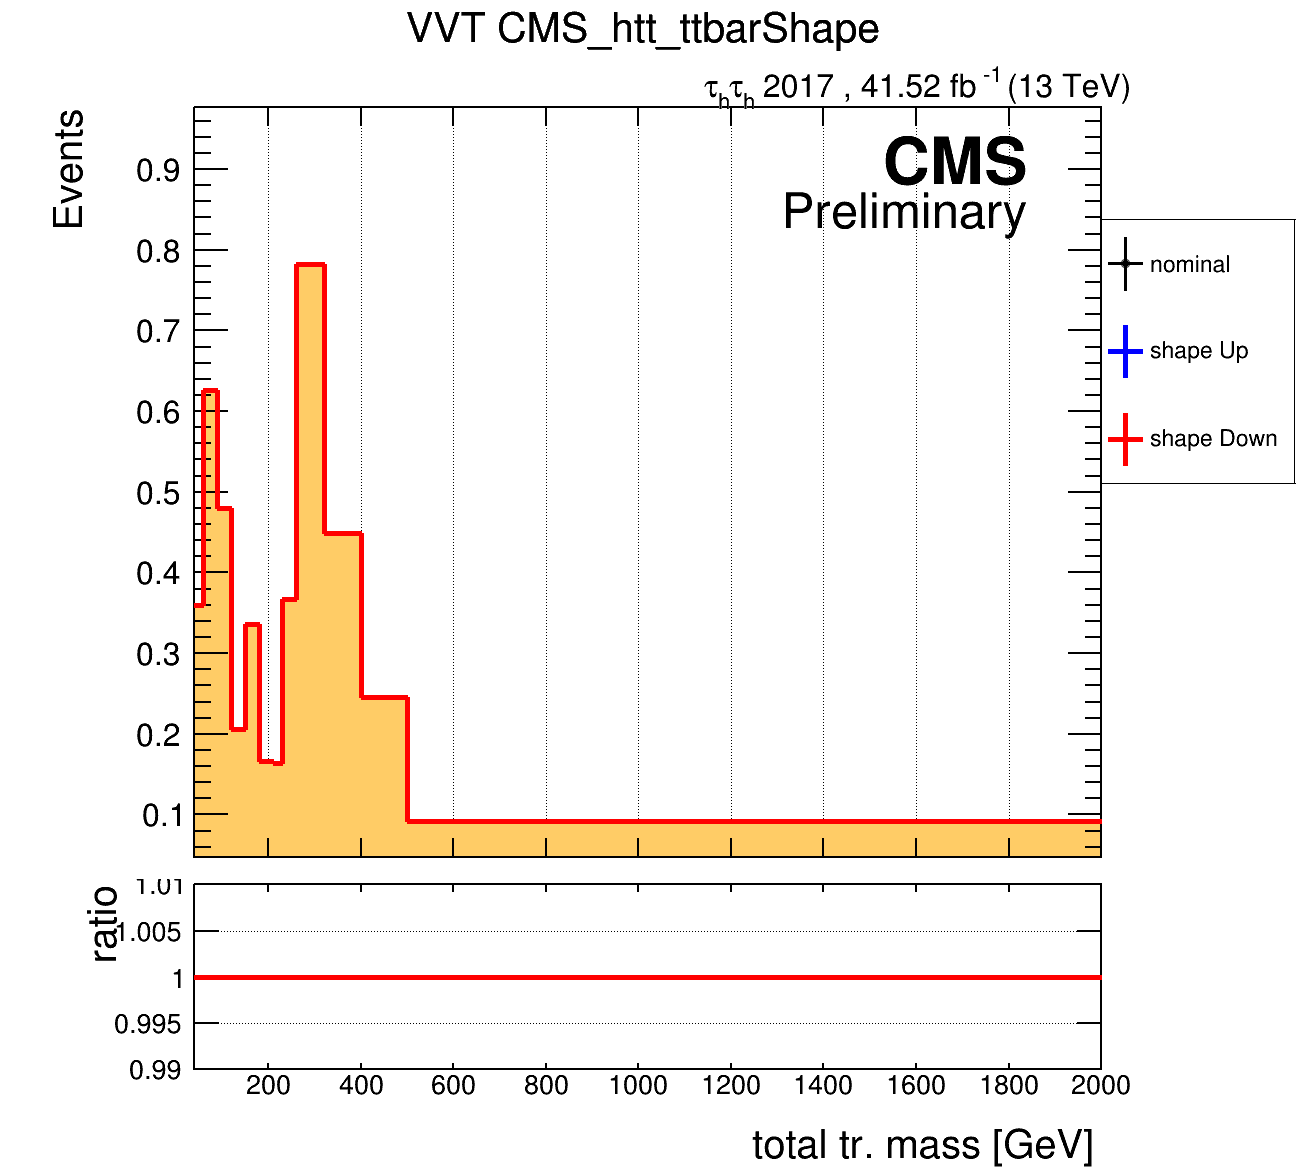 VVT CMS_htt_ttbarShape
τhτh 2017 , 41.52 fb-1 (13 TeV)
Events
CMS
Preliminary
0.9
0.8
0.7
0.6
0.5
0.4
0.3
0.2
0.1
nominal
shape Up
shape Down
ratio
1.01
1.005
1
0.995
0.99
200 400 600 800 1000 1200 1400 1600 1800 2000
total tr. mass [GeV]